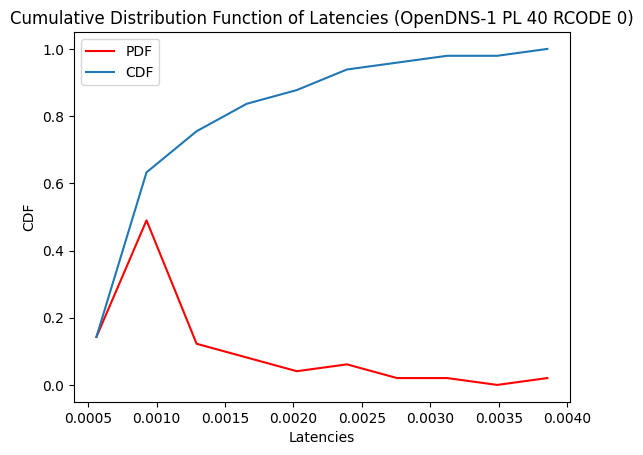 Cumulative Distribution Function of Latencies (OpenDNS-1 PL 40 RCODE 0)
PDF
CDF
1.0
0.8
0.6
0.4
0.2
0.0
CDF
0.0005
0.0010
0.0015
0.0020
0.0025
0.0030
0.0035
0.0040
Latencies